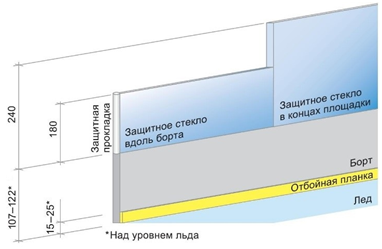 240
180
107–122*
15–25*
Защитная
прокладка
Защитное стекло
вдоль борта
Защитное стекло
в концах площадки
Борт
Отбойная планка
Лед
*Над уровнем льда